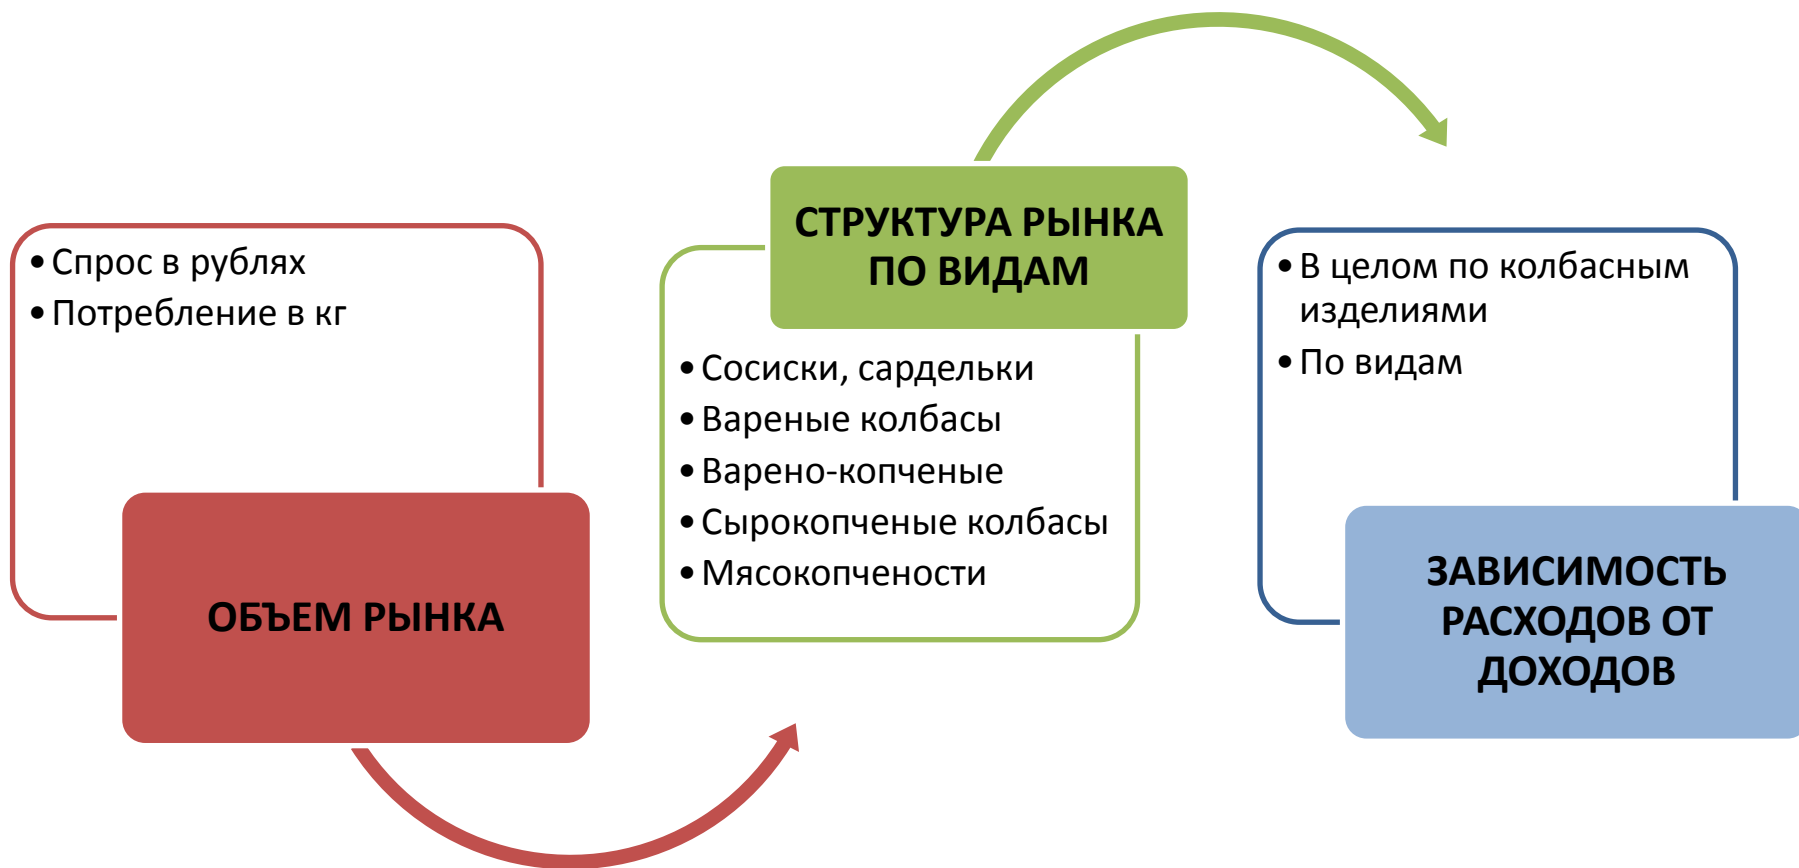 • Спрос в рублях
• Потребление в кг
ОБЪЕМ РЫНКА
СТРУКТУРА РЫНКА
ПО ВИДАМ
• Сосиски, сардельки
• Вареные колбасы
• Варено-копченые
• Сырокопченые колбасы
• Мясокопчености
• В целом по колбасным
изделиями
• По видам
ЗАВИСИМОСТЬ
РАСХОДОВ ОТ
ДОХОДОВ